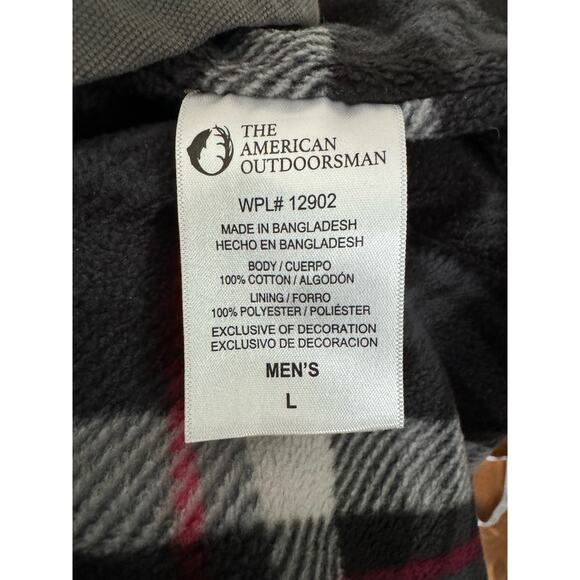 THE
AMERICAN
OUTDOORSMAN
WPL# 12902
MADE IN BANGLADESH
HECHO EN BANGLADESH
BODY / CUERPO
100% COTTON / ALGODÓN
LINING / FORRO
100% POLYESTER / POLIÉSTER
EXCLUSIVE OF DECORATION
EXCLUSIVO DE DECORACION
MEN'S
L